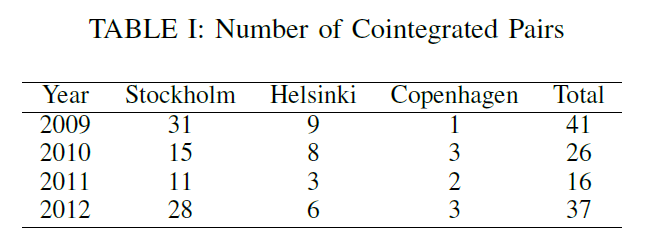 TABLE I: Number of Cointegrated Pairs
Year Stockholm Helsinki Copenhagen Total
2009 31 9 1 41
2010 15 8 3 26
2011 11 3 2 16
2012 28 6 3 37